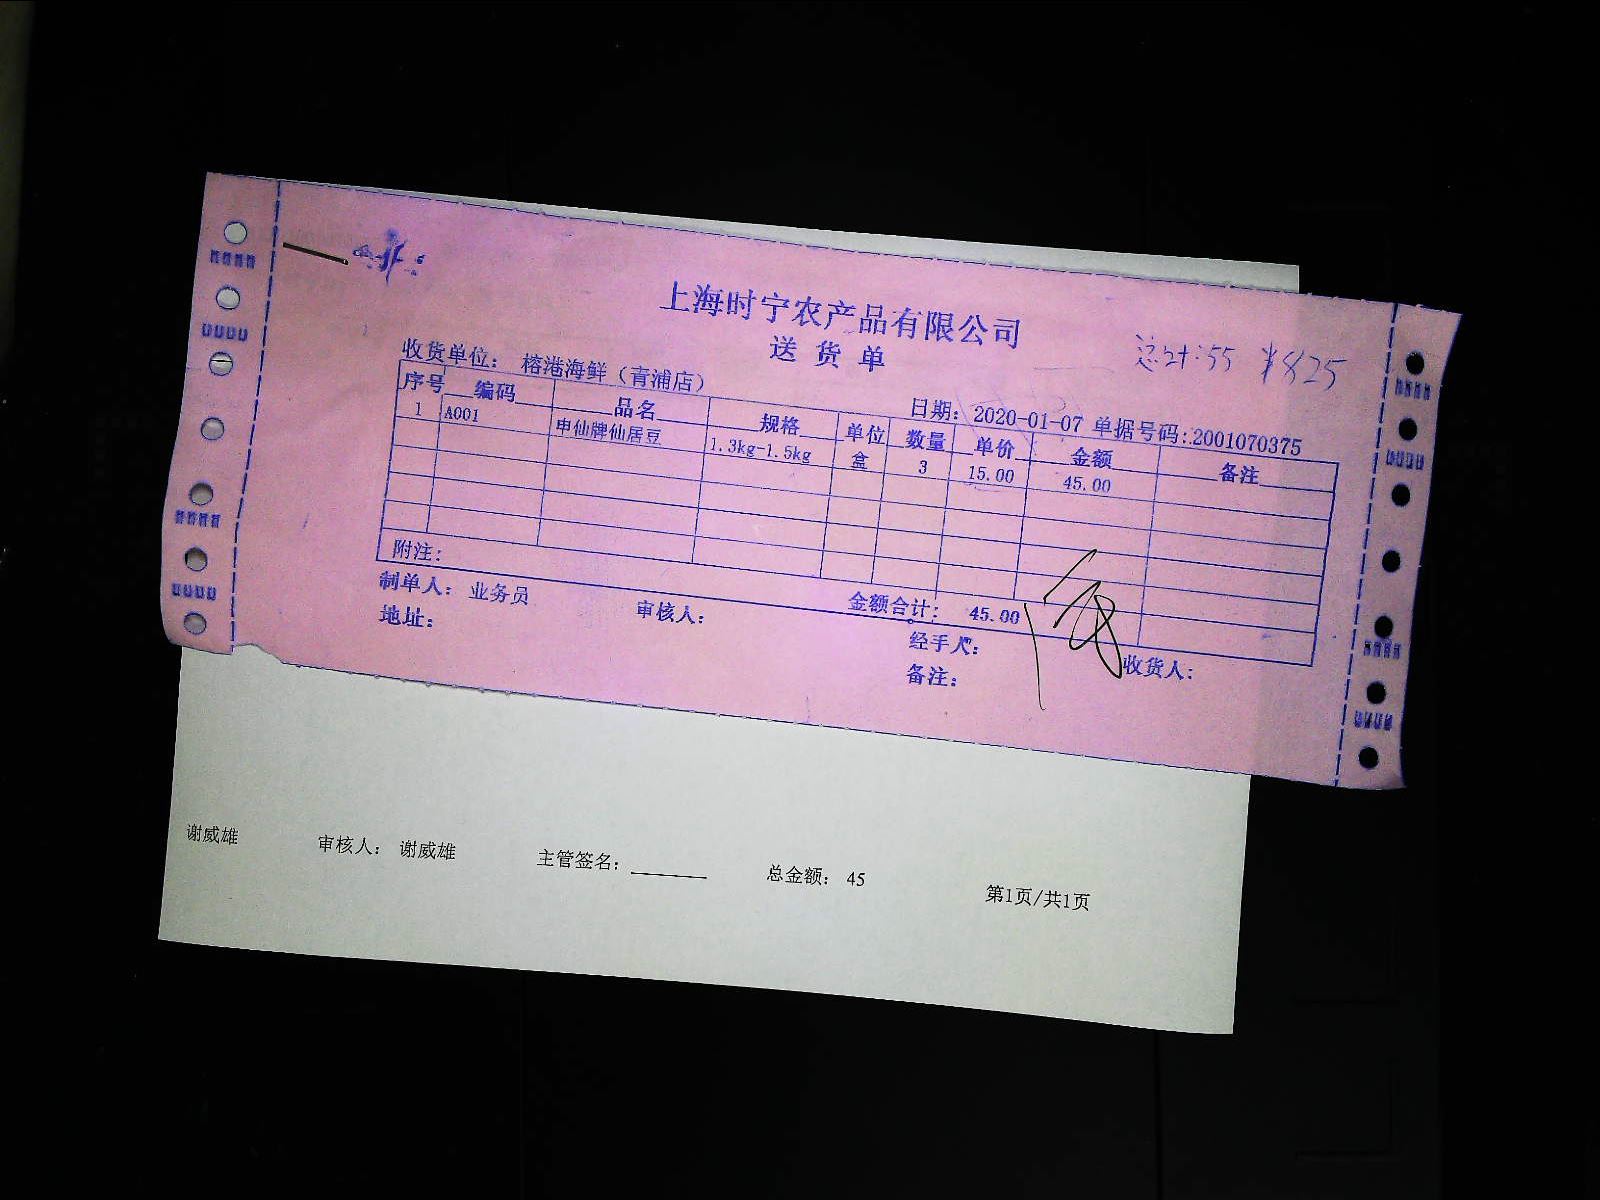 上海时宁农产品有限公司
送货单
总计:55 ¥825
收货单位: 榕港海鲜(青浦店) 日期: 2020-01-07 单据号码:2001070375
序号 编码 品名 规格 单位 数量 单价 金额 备注
1 A001 申仙牌仙居豆 1.3kg-1.5kg 盒 3 15.00 45.00
附注: 金额合计: 45.00
制单人: 业务员 审核人: 经手人: 收货人:
地址: 备注:
谢威雄 审核人: 谢威雄 主管签名: 总金额: 45 第1页/共1页